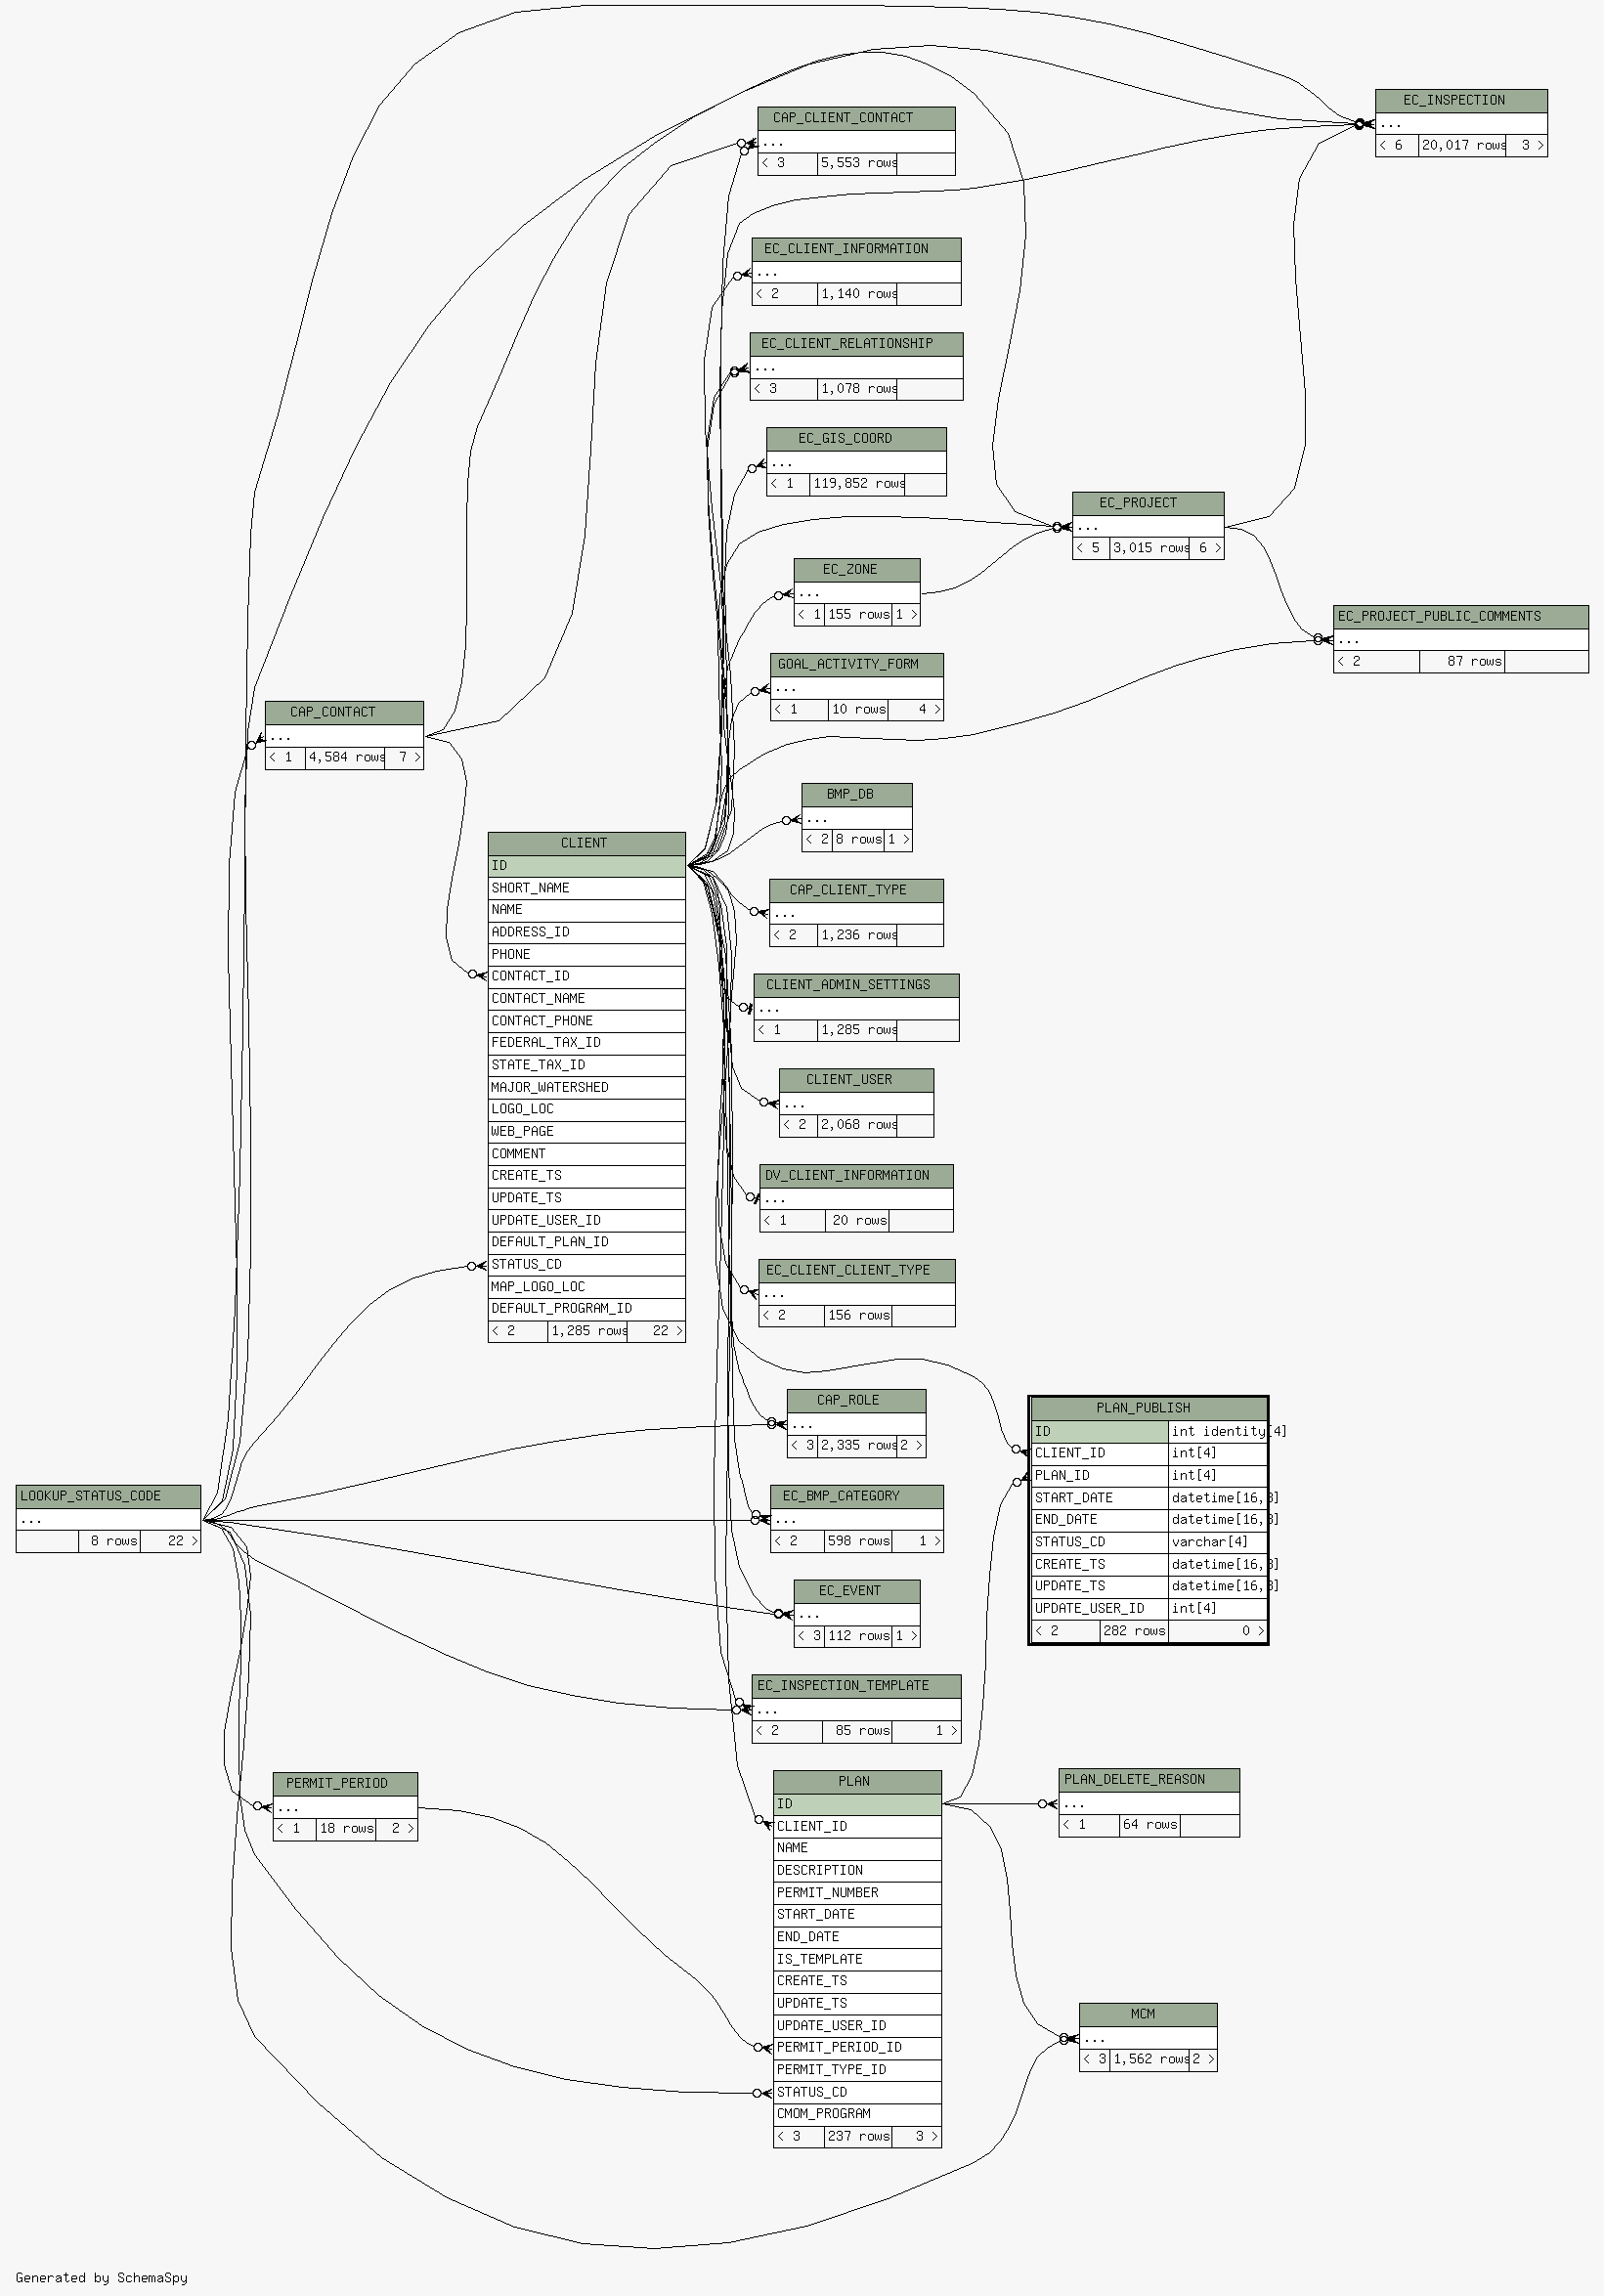 EC_INSPECTION
...
< 6 20,017 rows 3 >
CAP_CLIENT_CONTACT
...
< 3 5,553 rows
EC_CLIENT_INFORMATION
...
< 2 1,140 rows
EC_CLIENT_RELATIONSHIP
...
< 3 1,078 rows
EC_GIS_COORD
...
< 1 119,852 rows
EC_PROJECT
...
< 5 3,015 rows 6 >
EC_ZONE
...
< 1 155 rows 1 >
EC_PROJECT_PUBLIC_COMMENTS
...
< 2 87 rows
GOAL_ACTIVITY_FORM
...
< 1 10 rows 4 >
CAP_CONTACT
...
< 1 4,584 rows 7 >
BMP_DB
...
< 2 8 rows 1 >
CLIENT
ID
SHORT_NAME
NAME
ADDRESS_ID
PHONE
CONTACT_ID
CONTACT_NAME
CONTACT_PHONE
FEDERAL_TAX_ID
STATE_TAX_ID
MAJOR_WATERSHED
LOGO_LOC
WEB_PAGE
COMMENT
CREATE_TS
UPDATE_TS
UPDATE_USER_ID
DEFAULT_PLAN_ID
STATUS_CD
MAP_LOGO_LOC
DEFAULT_PROGRAM_ID
< 2 1,285 rows 22 >
CAP_CLIENT_TYPE
...
< 2 1,236 rows
CLIENT_ADMIN_SETTINGS
...
< 1 1,285 rows
CLIENT_USER
...
< 2 2,068 rows
DV_CLIENT_INFORMATION
...
< 1 20 rows
EC_CLIENT_CLIENT_TYPE
...
< 2 156 rows
CAP_ROLE
...
< 3 2,335 rows 2 >
PLAN_PUBLISH
ID int identity[4]
CLIENT_ID int[4]
PLAN_ID int[4]
START_DATE datetime[16,3]
END_DATE datetime[16,3]
STATUS_CD varchar[4]
CREATE_TS datetime[16,3]
UPDATE_TS datetime[16,3]
UPDATE_USER_ID int[4]
< 2 282 rows 0 >
LOOKUP_STATUS_CODE
...
8 rows 22 >
EC_BMP_CATEGORY
...
< 2 598 rows 1 >
EC_EVENT
...
< 3 112 rows 1 >
EC_INSPECTION_TEMPLATE
...
< 2 85 rows 1 >
PERMIT_PERIOD
...
< 1 18 rows 2 >
PLAN
ID
CLIENT_ID
NAME
DESCRIPTION
PERMIT_NUMBER
START_DATE
END_DATE
IS_TEMPLATE
CREATE_TS
UPDATE_TS
UPDATE_USER_ID
PERMIT_PERIOD_ID
PERMIT_TYPE_ID
STATUS_CD
CMOM_PROGRAM
< 3 237 rows 3 >
PLAN_DELETE_REASON
...
< 1 64 rows
MCM
...
< 3 1,562 rows 2 >
Generated by SchemaSpy